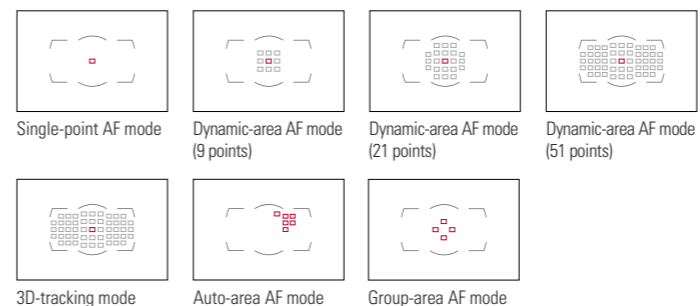 Single-point AF mode
Dynamic-area AF mode
(9 points)
Dynamic-area AF mode
(21 points)
Dynamic-area AF mode
(51 points)
3D-tracking mode
Auto-area AF mode
Group-area AF mode